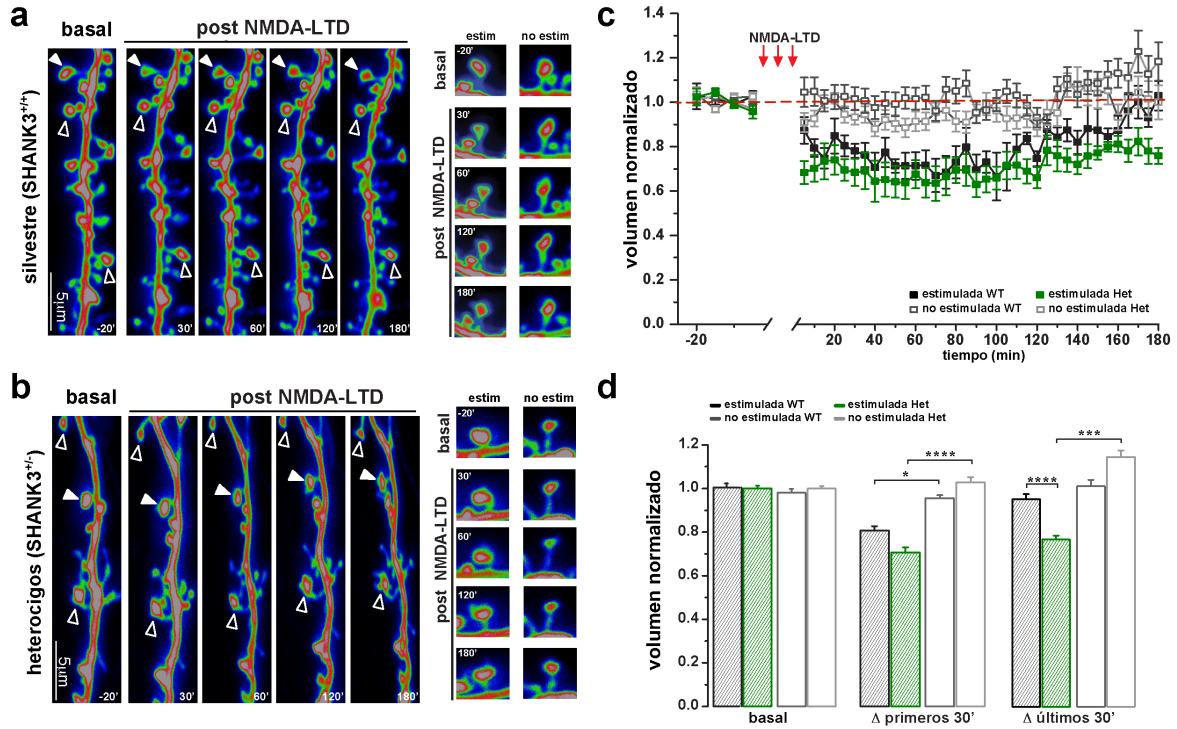 a
basal
post NMDA-LTD
silvestre (SHANK3+/+)
5μm
-20'
30'
60'
120'
180'
estim
no estim
basal
post NMDA-LTD
-20'
30'
60'
120'
180'
b
basal
post NMDA-LTD
heterocigos (SHANK3+/-)
5μm
-20'
30'
60'
120'
180'
estim
no estim
basal
post NMDA-LTD
-20'
30'
60'
120'
180'
c
NMDA-LTD
volumen normalizado
1.4
1.2
1.0
0.8
0.6
0.4
0.2
0.0
estimulada WT
estimulada Het
no estimulada WT
no estimulada Het
-20
20
40
60
80
100
120
140
160
180
tiempo (min)
d
estimulada WT
estimulada Het
no estimulada WT
no estimulada Het
volumen normalizado
1.2
1.0
0.8
0.6
0.4
0.2
0.0
*
****
****
***
basal
Δ primeros 30'
Δ últimos 30'